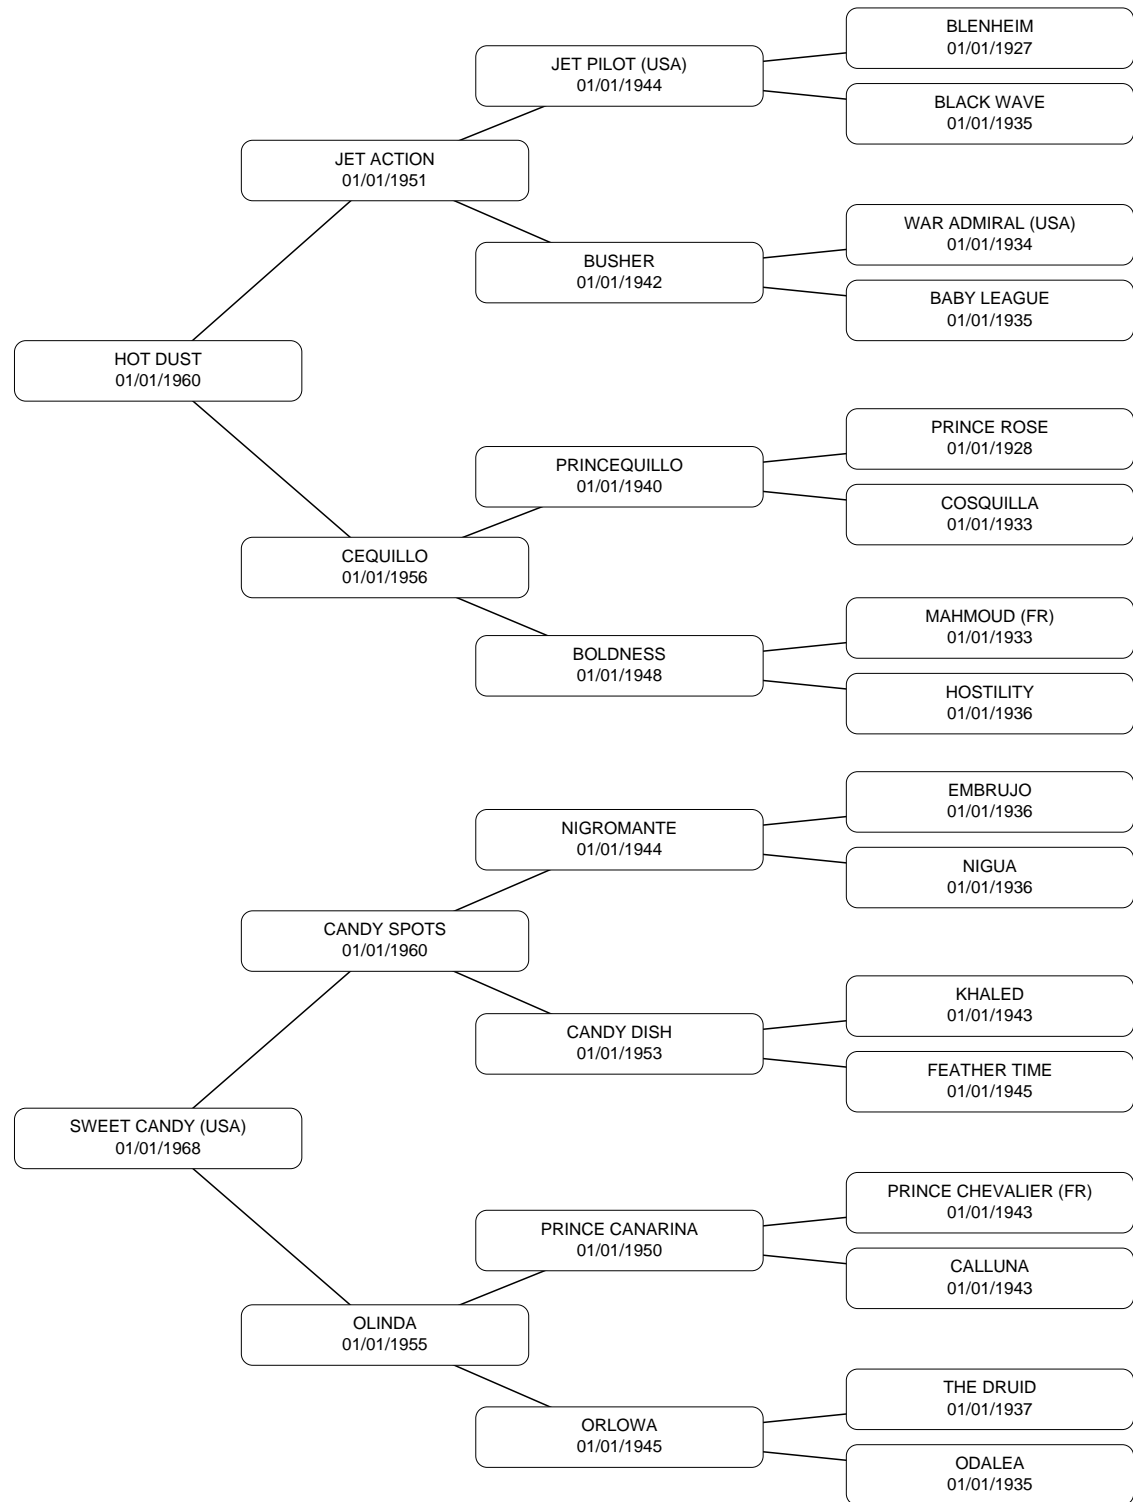 BLENHEIM
01/01/1927
JET PILOT (USA)
01/01/1944
BLACK WAVE
01/01/1935
JET ACTION
01/01/1951
WAR ADMIRAL (USA)
01/01/1934
BUSHER
01/01/1942
BABY LEAGUE
01/01/1935
HOT DUST
01/01/1960
PRINCE ROSE
01/01/1928
PRINCEQUILLO
01/01/1940
COSQUILLA
01/01/1933
CEQUILLO
01/01/1956
MAHMOUD (FR)
01/01/1933
BOLDNESS
01/01/1948
HOSTILITY
01/01/1936
EMBRUJO
01/01/1936
NIGROMANTE
01/01/1944
NIGUA
01/01/1936
CANDY SPOTS
01/01/1960
KHALED
01/01/1943
CANDY DISH
01/01/1953
FEATHER TIME
01/01/1945
SWEET CANDY (USA)
01/01/1968
PRINCE CHEVALIER (FR)
01/01/1943
PRINCE CANARINA
01/01/1950
CALLUNA
01/01/1943
OLINDA
01/01/1955
THE DRUID
01/01/1937
ORLOWA
01/01/1945
ODALEA
01/01/1935